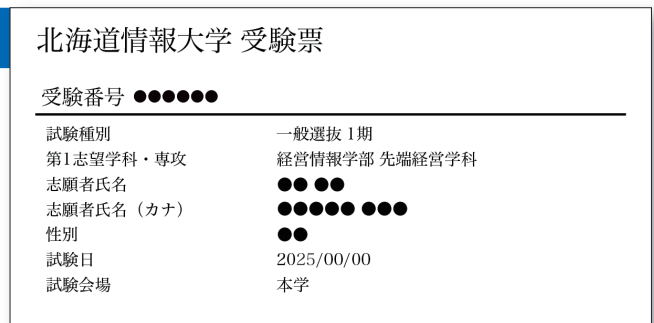 北海道情報大学 受験票
受験番号 ●●●●●●
試験種別 一般選抜 1期
第1志望学科・専攻 経営情報学部 先端経営学科
志願者氏名 ●● ●●
志願者氏名（カナ） ●●●●● ●●●
性別 ●●
試験日 2025/00/00
試験会場 本学